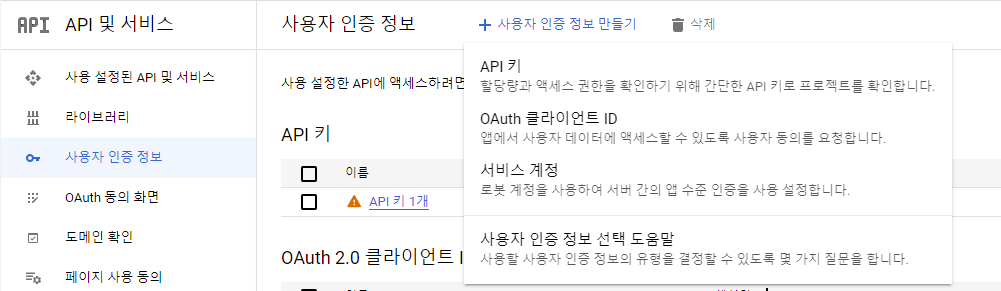 API API 및 서비스
사용자 인증 정보
사용자 인증 정보 만들기
삭제
사용 설정된 API 및 서비스
라이브러리
사용자 인증 정보
OAuth 동의 화면
도메인 확인
페이지 사용 동의
사용 설정한 API에 액세스하려면
API 키
이름
API 키 1개
OAuth 2.0 클라이언트
API 키
할당량과 액세스 권한을 확인하기 위해 간단한 API 키로 프로젝트를 확인합니다.
OAuth 클라이언트 ID
앱에서 사용자 데이터에 액세스할 수 있도록 사용자 동의를 요청합니다.
서비스 계정
로봇 계정을 사용하여 서버 간의 앱 수준 인증을 사용 설정합니다.
사용자 인증 정보 선택 도움말
사용할 사용자 인증 정보의 유형을 결정할 수 있도록 몇 가지 질문을 합니다.